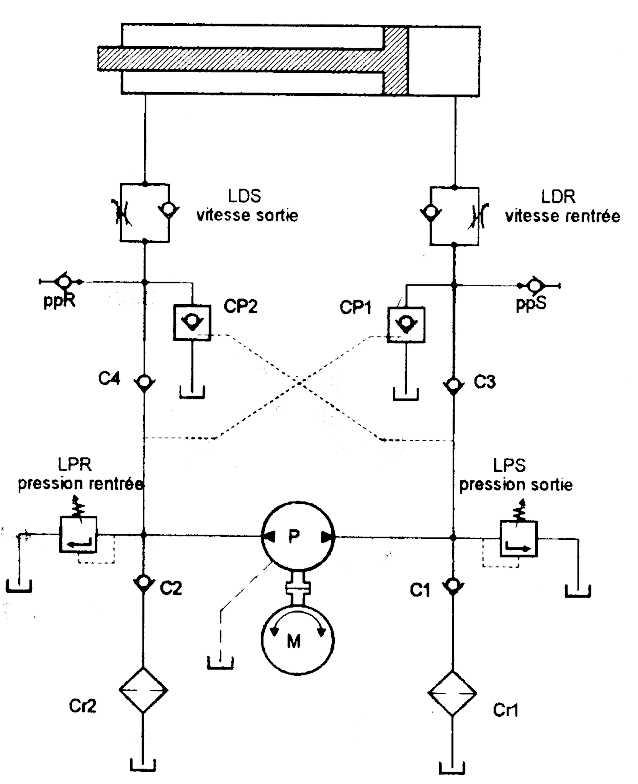 LDS
vitesse sortie
LDR
vitesse rentrée
ppR
CP2
CP1
ppS
C4
C3
LPR
pression rentrée
LPS
pression sortie
P
C2
C1
M
Cr2
Cr1